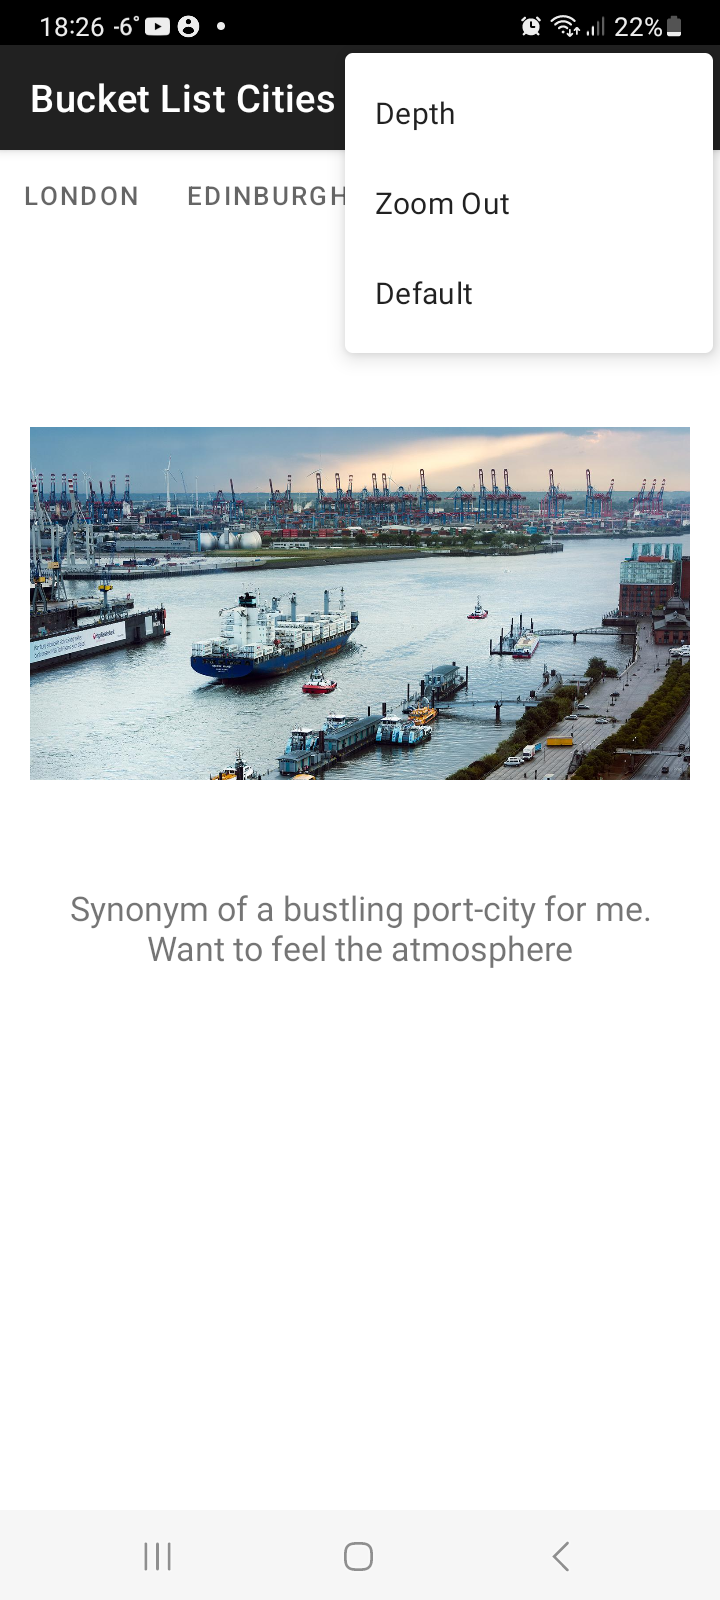 18:26 -6° 22%
Bucket List Cities
Depth
Zoom Out
Default
LONDON EDINBURGH
Synonym of a bustling port-city for me.
Want to feel the atmosphere